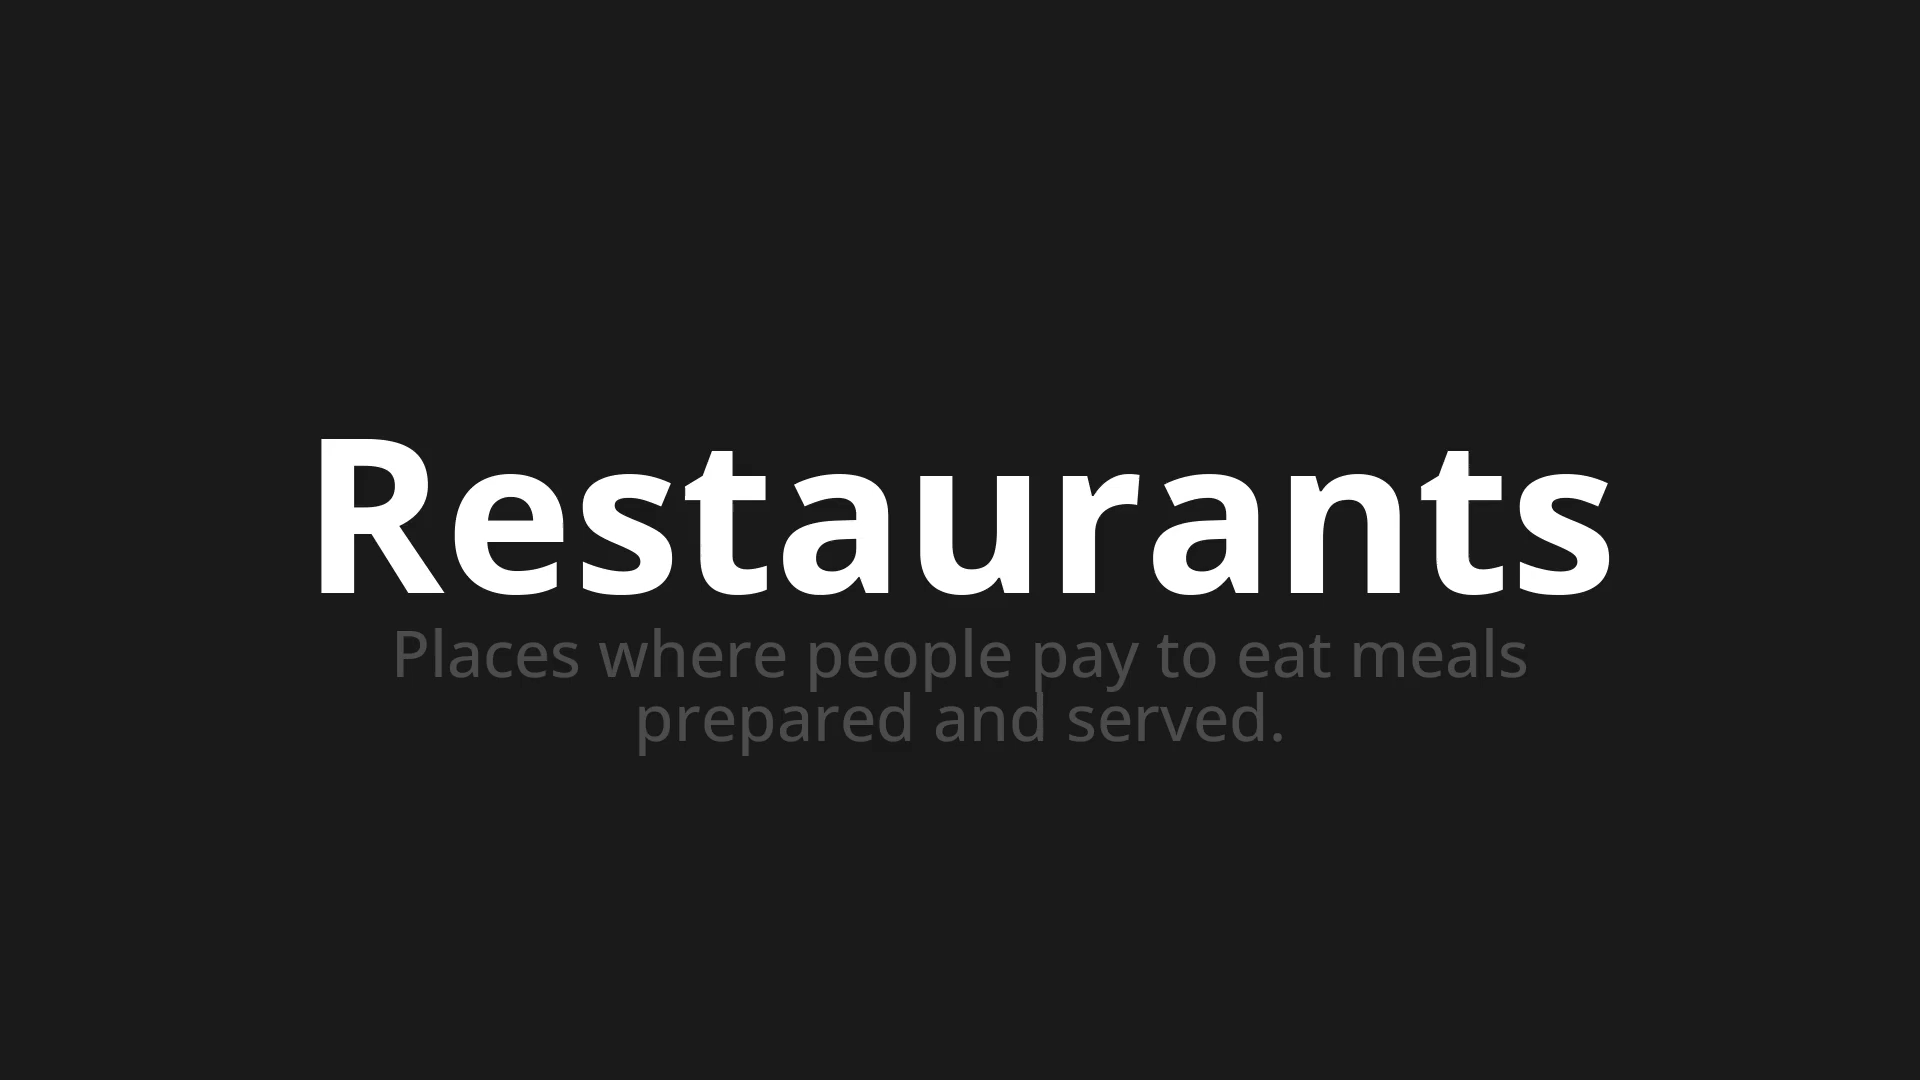 Restaurants
Places where people pay to eat meals
prepared and served.